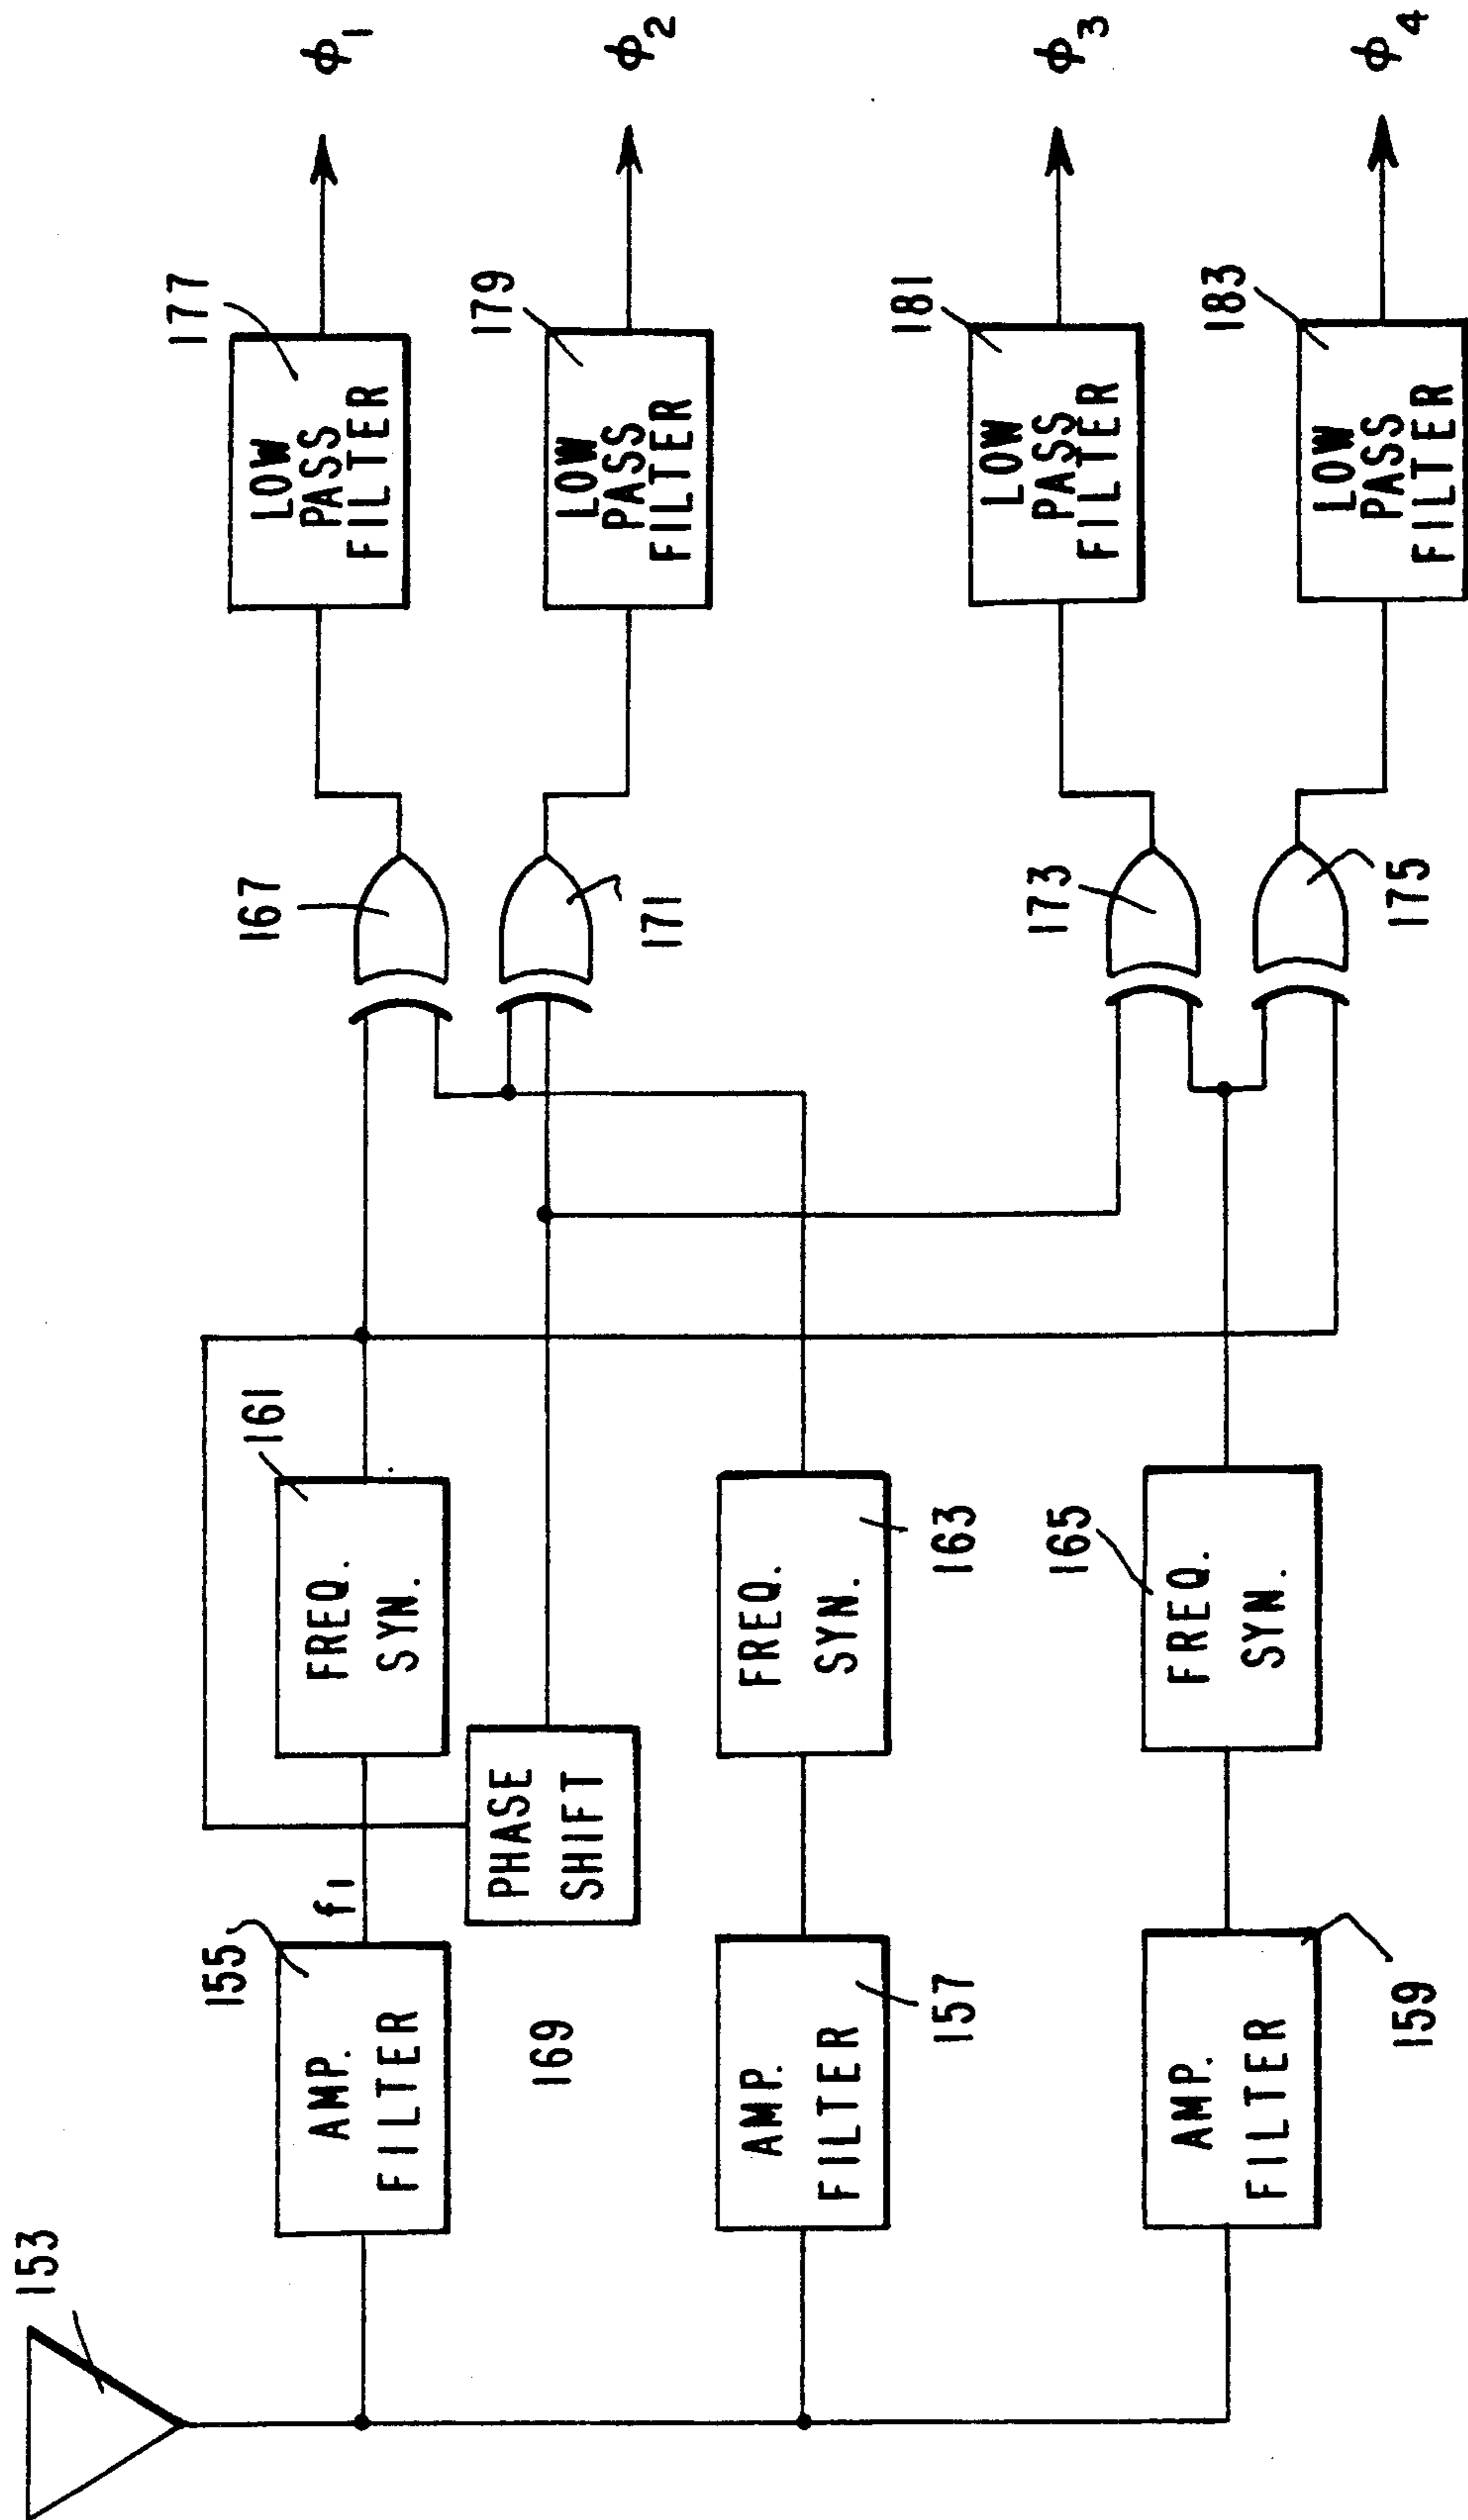 153
155
AMP.
FILTER
f1
161
FREQ.
SYN.
169
PHASE
SHIFT
157
AMP.
FILTER
163
FREQ.
SYN.
159
AMP.
FILTER
165
FREQ.
SYN.
167
171
173
175
177
LOW
PASS
FILTER
ϕ1
179
LOW
PASS
FILTER
ϕ2
181
LOW
PASS
FILTER
ϕ3
183
LOW
PASS
FILTER
ϕ4